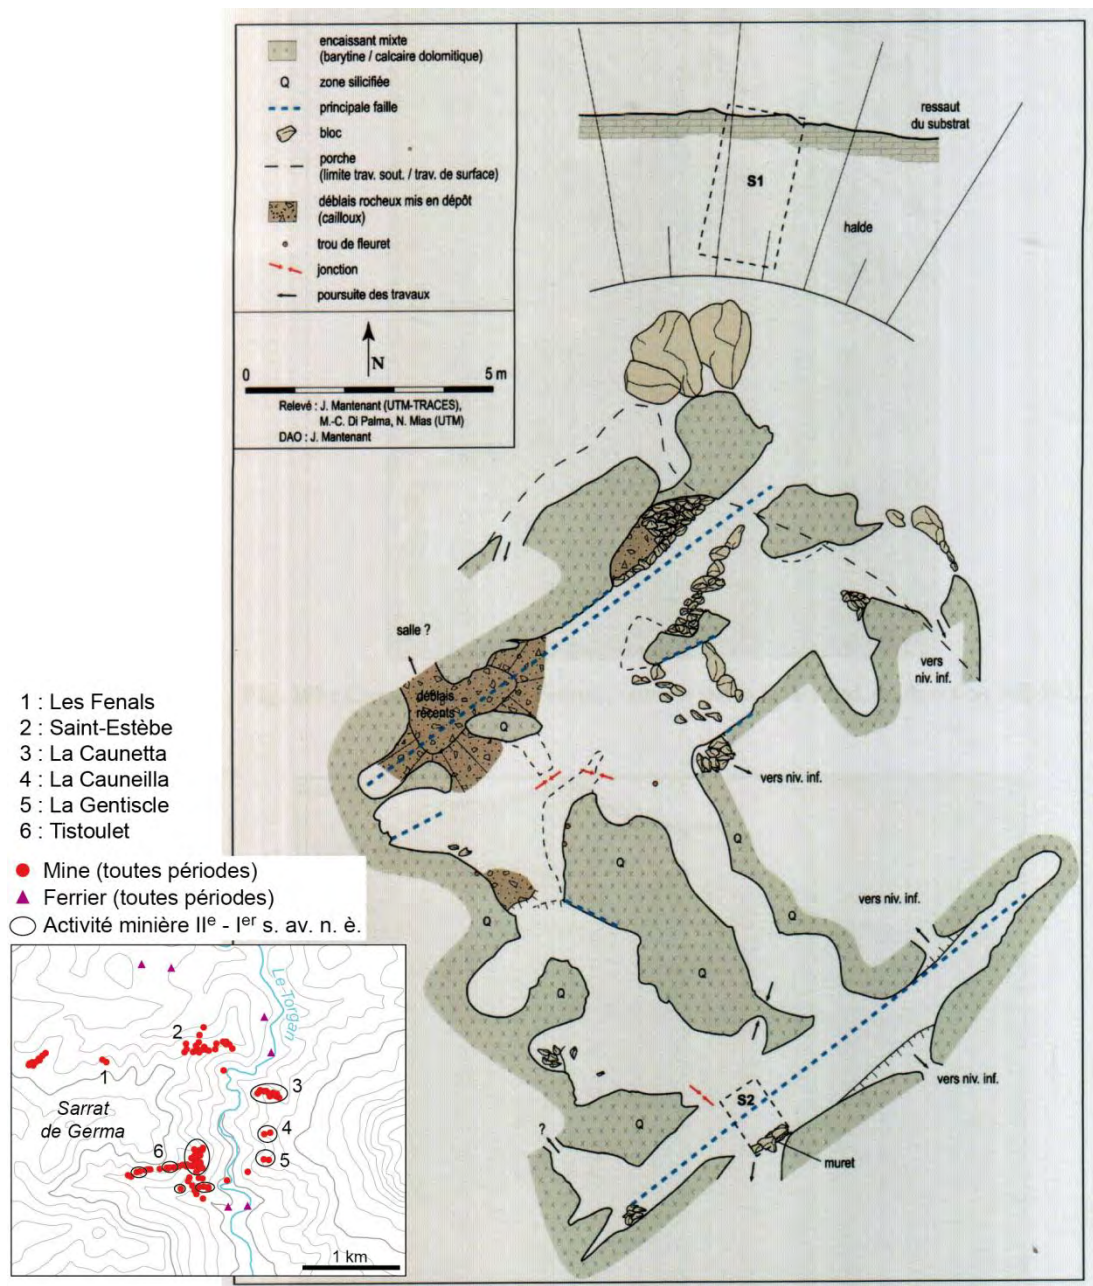 encaissant mixte
(barytine / calcaire dolomitique)
Q zone silicifiée
principale faille
bloc
porche
(limite trav. sout. / trav. de surface)
déblais rocheux mis en dépôt
(cailloux)
trou de fleuret
jonction
poursuite des travaux
N
0 5 m
Relevé : J. Mantenant (UTM-TRACES),
M.-C. Di Palma, N. Mias (UTM)
DAO : J. Mantenant
ressaut
du substrat
S1
halde
salle ?
déblais
récents
Q
vers
niv. inf.
vers niv. inf.
Q
Q
Q
vers niv. inf.
Q
Q
Q
vers niv. inf.
S2
Q
?
muret
1 : Les Fenals
2 : Saint-Estèbe
3 : La Caunetta
4 : La Cauneilla
5 : La Gentiscle
6 : Tistoulet
Mine (toutes périodes)
Ferrier (toutes périodes)
Activité minière IIe - Ier s. av. n. è.
Le Torgan
2
1
3
Sarrat
de Germa
4
6
5
1 km